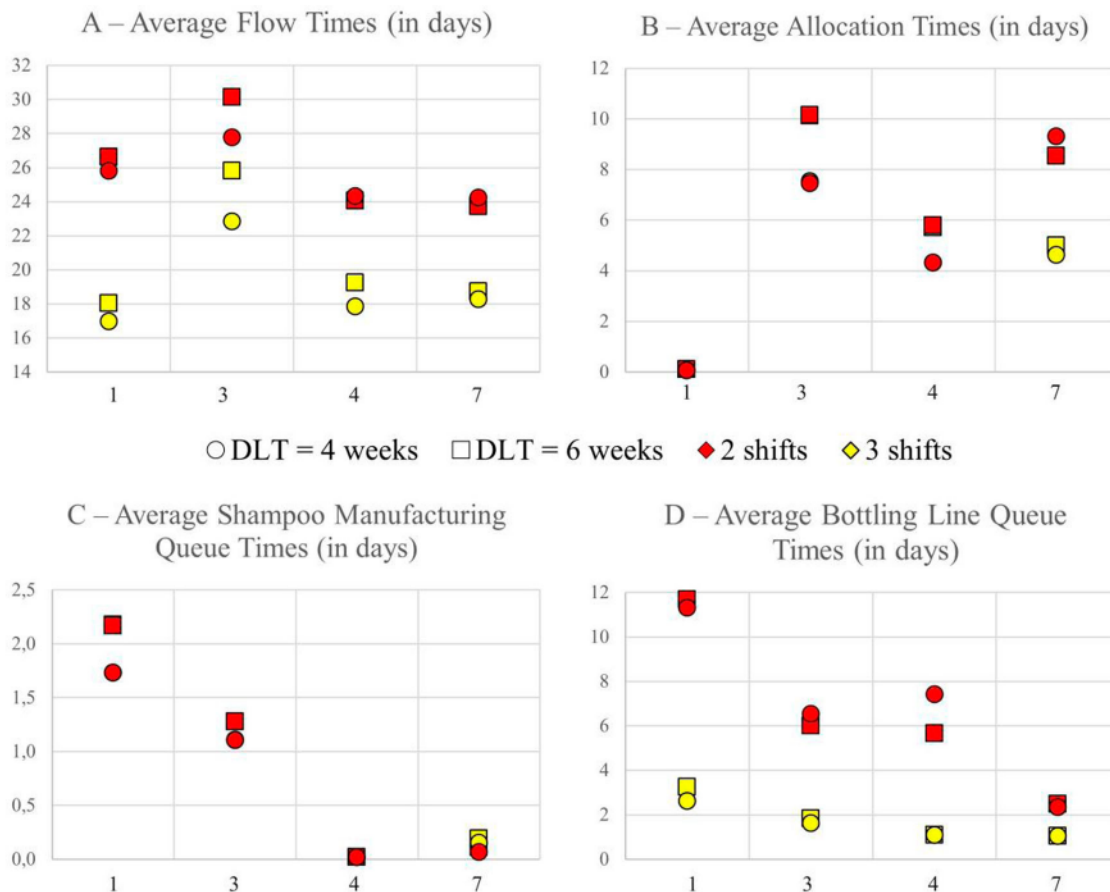 A – Average Flow Times (in days)
32
30
28
26
24
22
20
18
16
14
1 3 4 7
B – Average Allocation Times (in days)
12
10
8
6
4
2
0
1 3 4 7
DLT = 4 weeks DLT = 6 weeks 2 shifts 3 shifts
C – Average Shampoo Manufacturing
Queue Times (in days)
2,5
2,0
1,5
1,0
0,5
0,0
1 3 4 7
D – Average Bottling Line Queue
Times (in days)
12
10
8
6
4
2
0
1 3 4 7